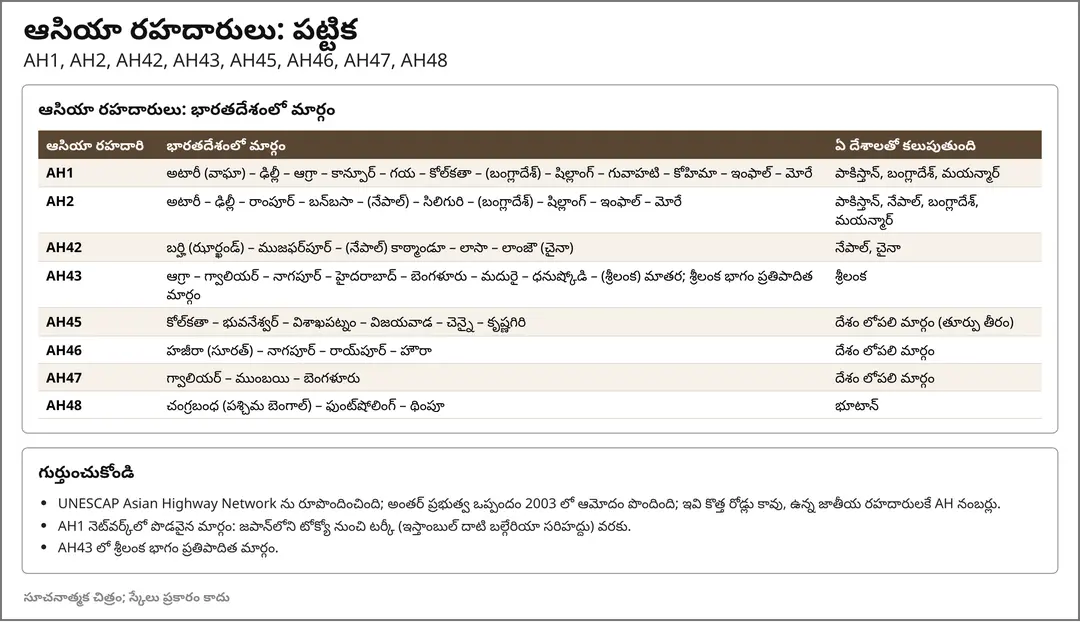 ఆసియా రహదారులు: పట్టిక
AH1, AH2, AH42, AH43, AH45, AH46, AH47, AH48
ఆసియా రహదారులు: భారతదేశంలో మార్గం
ఆసియా రహదారి భారతదేశంలో మార్గం ఏ దేశాలతో కలుపుతుంది
AH1 అటారీ (వాఘా) – ఢిల్లీ – ఆగ్రా – కాన్పూర్ – గయ – కోల్‌కతా – (బంగ్లాదేశ్) – షిల్లాంగ్ – గువాహటి – కోహిమా – ఇంఫాల్ – మోరే పాకిస్తాన్, బంగ్లాదేశ్, మయన్మార్
AH2 అటారీ – ఢిల్లీ – రాంపూర్ – బన్‌బసా – (నేపాల్) – సిలిగురి – (బంగ్లాదేశ్) – షిల్లాంగ్ – ఇంఫాల్ – మోరే పాకిస్తాన్, నేపాల్, బంగ్లాదేశ్,
మయన్మార్
AH42 బర్హి (ఝార్ఖండ్) – ముజఫర్‌పూర్ – (నేపాల్) కాఠ్మాండూ – లాసా – లాంజౌ (చైనా) నేపాల్, చైనా
AH43 ఆగ్రా – గ్వాలియర్ – నాగపూర్ – హైదరాబాద్ – బెంగళూరు – మదురై – ధనుష్కోడి – (శ్రీలంక) మాతర; శ్రీలంక భాగం ప్రతిపాదిత శ్రీలంక
మార్గం
AH45 కోల్‌కతా – భువనేశ్వర్ – విశాఖపట్నం – విజయవాడ – చెన్నై – కృష్ణగిరి దేశం లోపలి మార్గం (తూర్పు తీరం)
AH46 హజీరా (సూరత్) – నాగపూర్ – రాయ్‌పూర్ – హౌరా దేశం లోపలి మార్గం
AH47 గ్వాలియర్ – ముంబయి – బెంగళూరు దేశం లోపలి మార్గం
AH48 చంగ్రబంధ (పశ్చిమ బెంగాల్) – ఫుంట్‌షోలింగ్ – థింపూ భూటాన్
గుర్తుంచుకోండి
• UNESCAP Asian Highway Network ను రూపొందించింది; అంతర్ ప్రభుత్వ ఒప్పందం 2003 లో ఆమోదం పొందింది; ఇవి కొత్త రోడ్లు కావు, ఉన్న జాతీయ రహదారులకే AH నంబర్లు.
• AH1 నెట్‌వర్క్‌లో పొడవైన మార్గం: జపాన్‌లోని టోక్యో నుంచి టర్కీ (ఇస్తాంబుల్ దాటి బల్గేరియా సరిహద్దు) వరకు.
• AH43 లో శ్రీలంక భాగం ప్రతిపాదిత మార్గం.
సూచనాత్మక చిత్రం; స్కేలు ప్రకారం కాదు